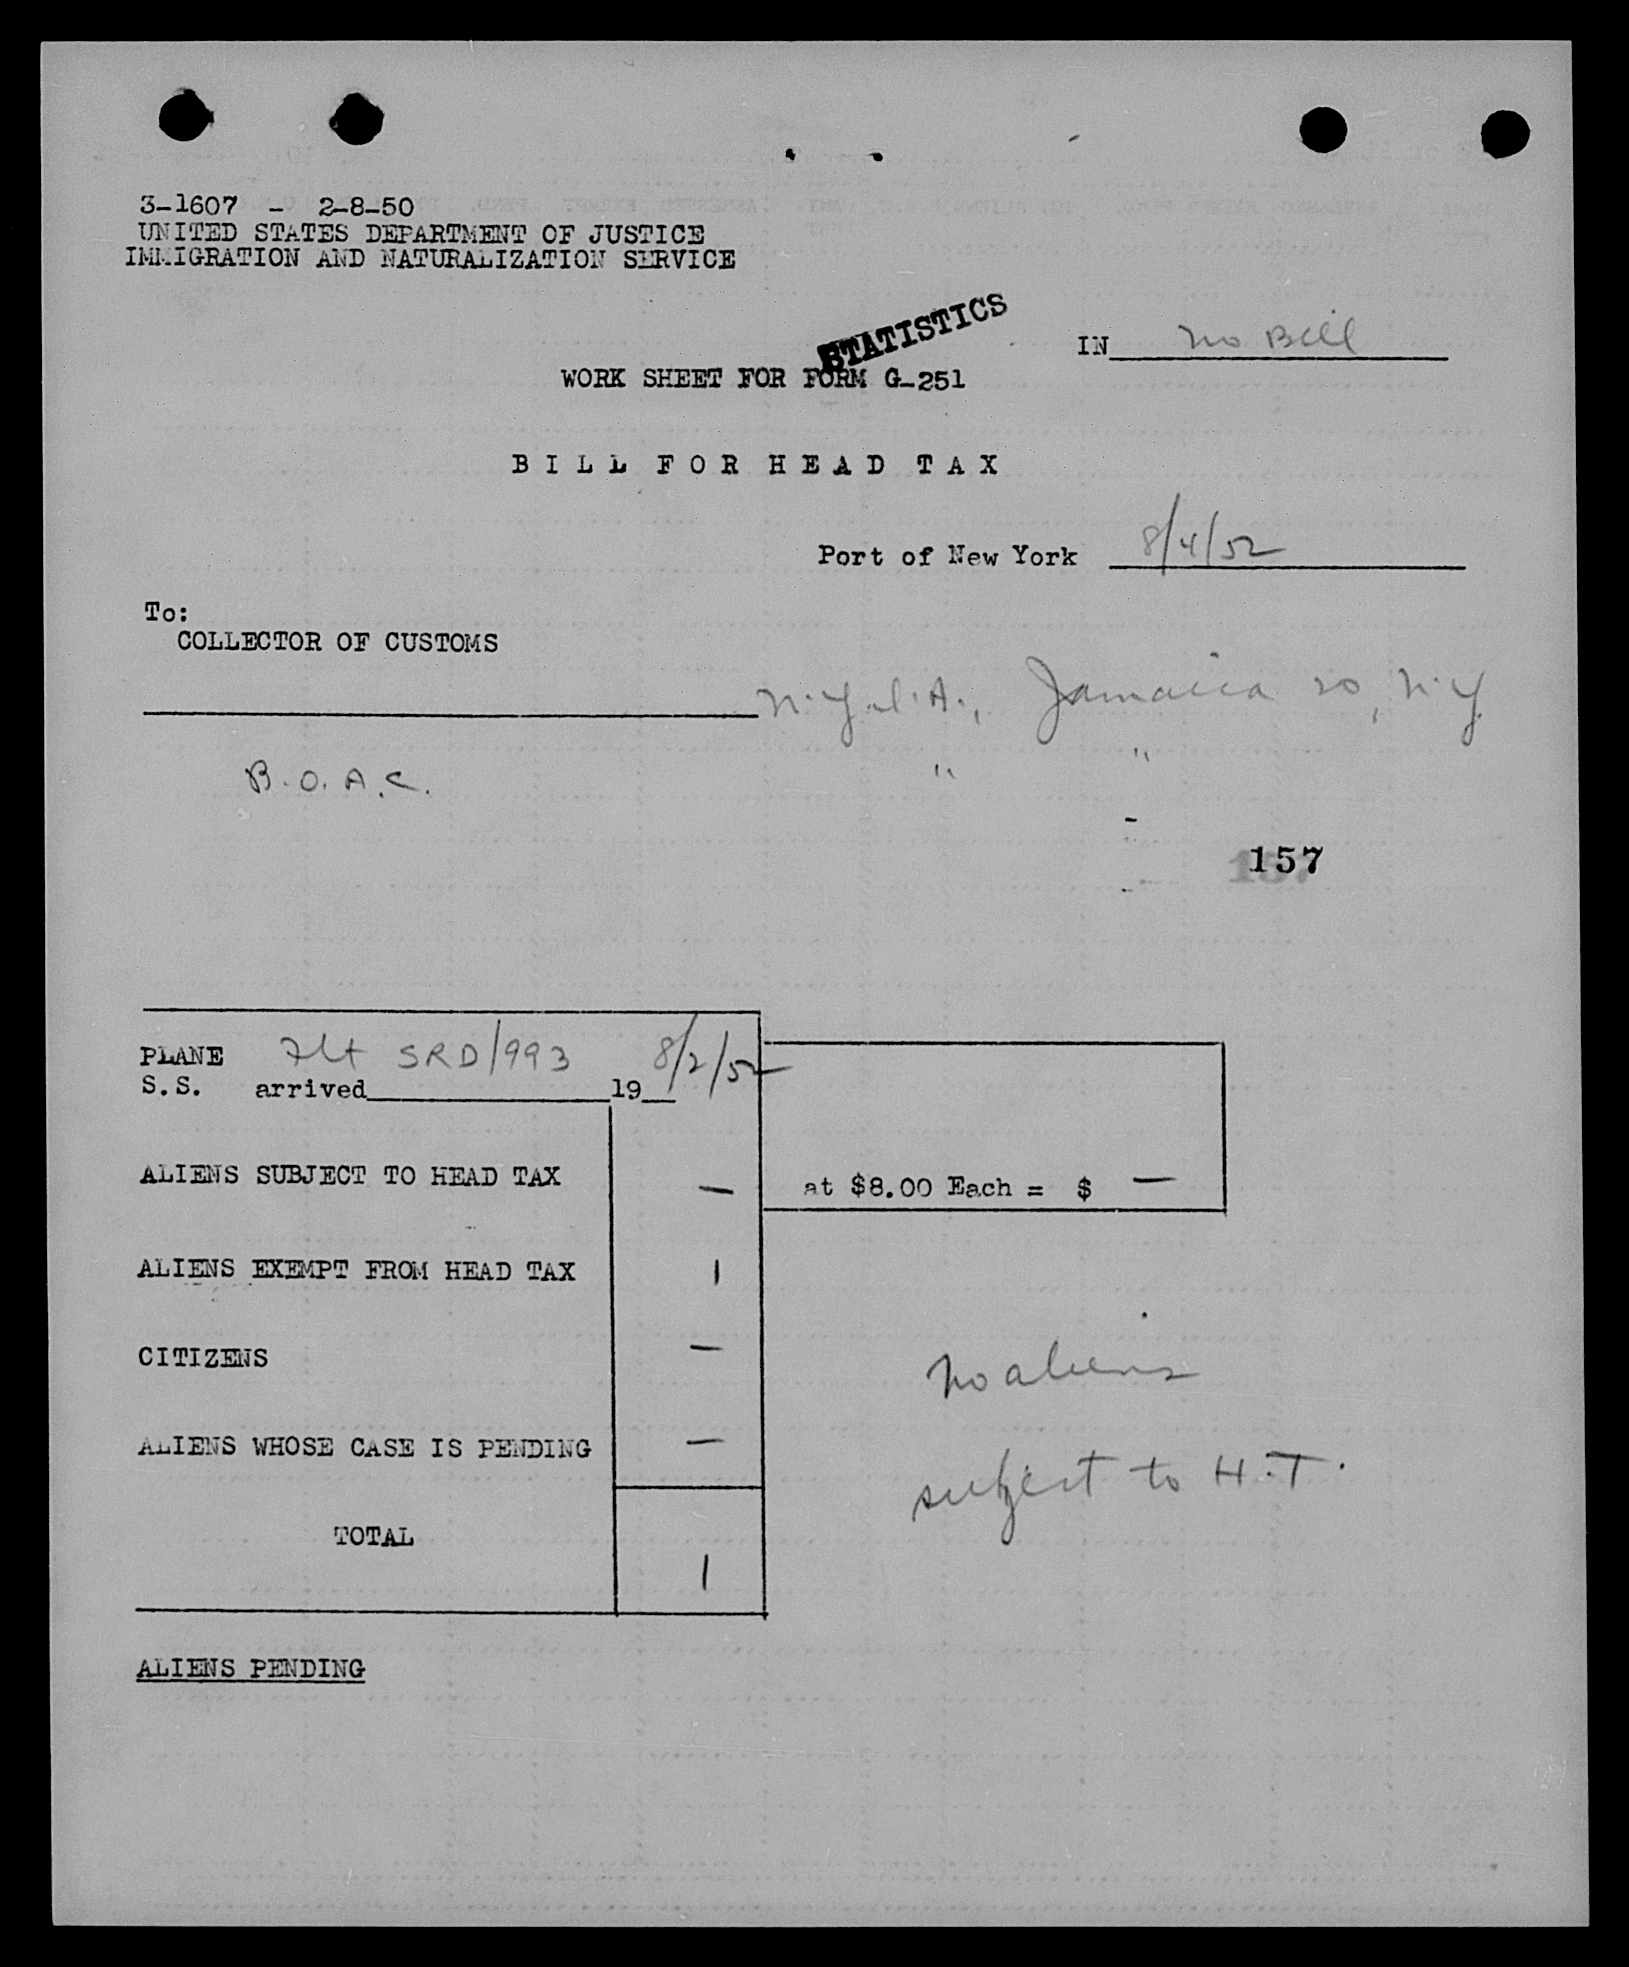 3-1607 - 2-8-50
UNITED STATES DEPARTMENT OF JUSTICE
IMMIGRATION AND NATURALIZATION SERVICE
STATISTICS
IN no Bill
WORK SHEET FOR FORM G-251
BILL FOR HEAD TAX
Port of New York 8/4/52
To:
COLLECTOR OF CUSTOMS
N.Y.I.A., Jamaica 20, N.Y.
B.O.A.C. " "
157
PLANE Flt SRD/993 8/2/52
S.S. arrived 19
ALIENS SUBJECT TO HEAD TAX — at $8.00 Each = $ —
ALIENS EXEMPT FROM HEAD TAX 1
CITIZENS —
No aliens
ALIENS WHOSE CASE IS PENDING —
subject to H.T.
TOTAL 1
ALIENS PENDING